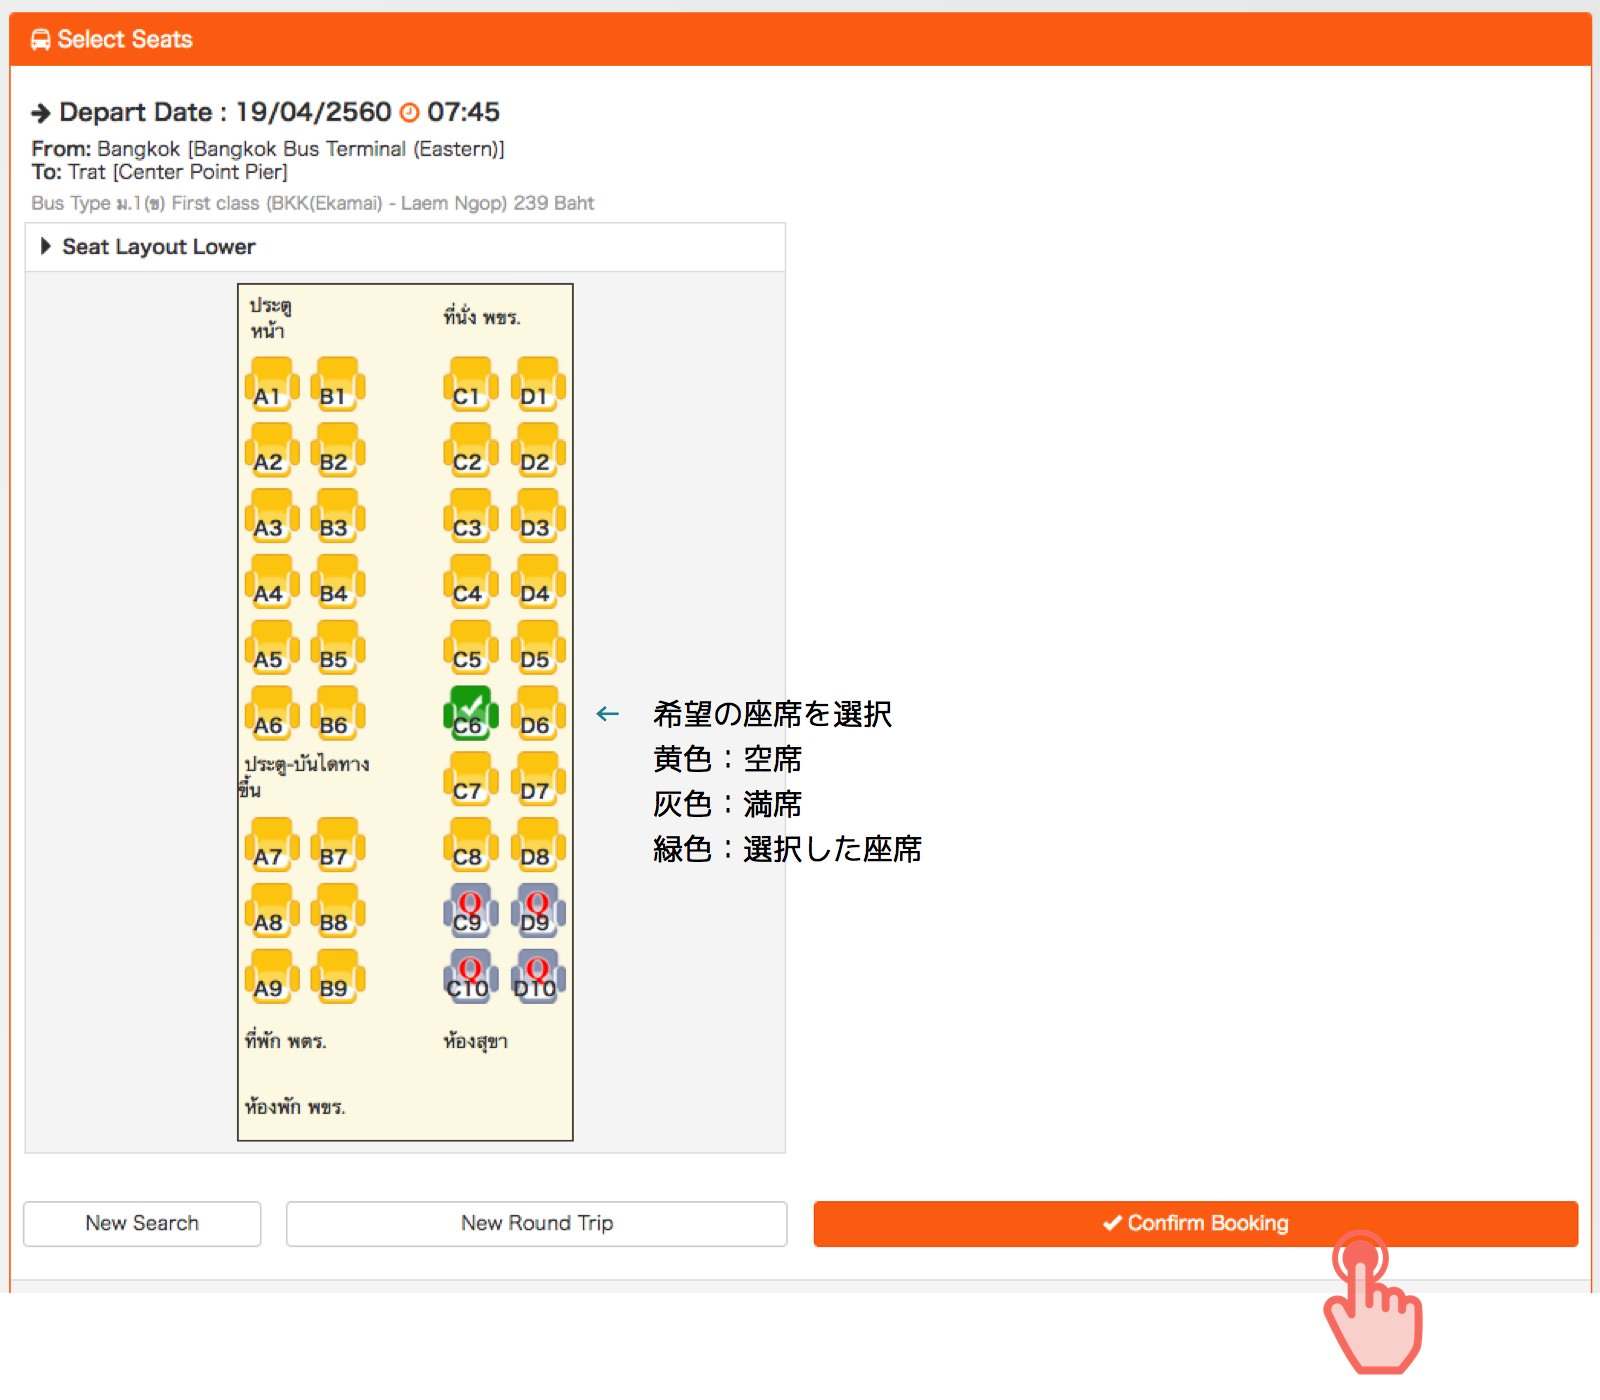 Select Seats
Depart Date : 19/04/2560 07:45
From: Bangkok [Bangkok Bus Terminal (Eastern)]
To: Trat [Center Point Pier]
Bus Type ม.1(ข) First class (BKK(Ekamai) - Laem Ngop) 239 Baht
Seat Layout Lower
ประตู
หน้า
ที่นั่ง พขร.
A1 B1 C1 D1
A2 B2 C2 D2
A3 B3 C3 D3
A4 B4 C4 D4
A5 B5 C5 D5
A6 B6 C6 D6
← 希望の座席を選択
黄色：空席
灰色：満席
緑色：選択した座席
ประตู-บันไดทาง
ขึ้น
C7 D7
A7 B7 C8 D8
A8 B8 Q C9 Q D9
A9 B9 Q C10 Q D10
ที่พัก พตร. ห้องสุขา
ห้องพัก พขร.
New Search New Round Trip Confirm Booking